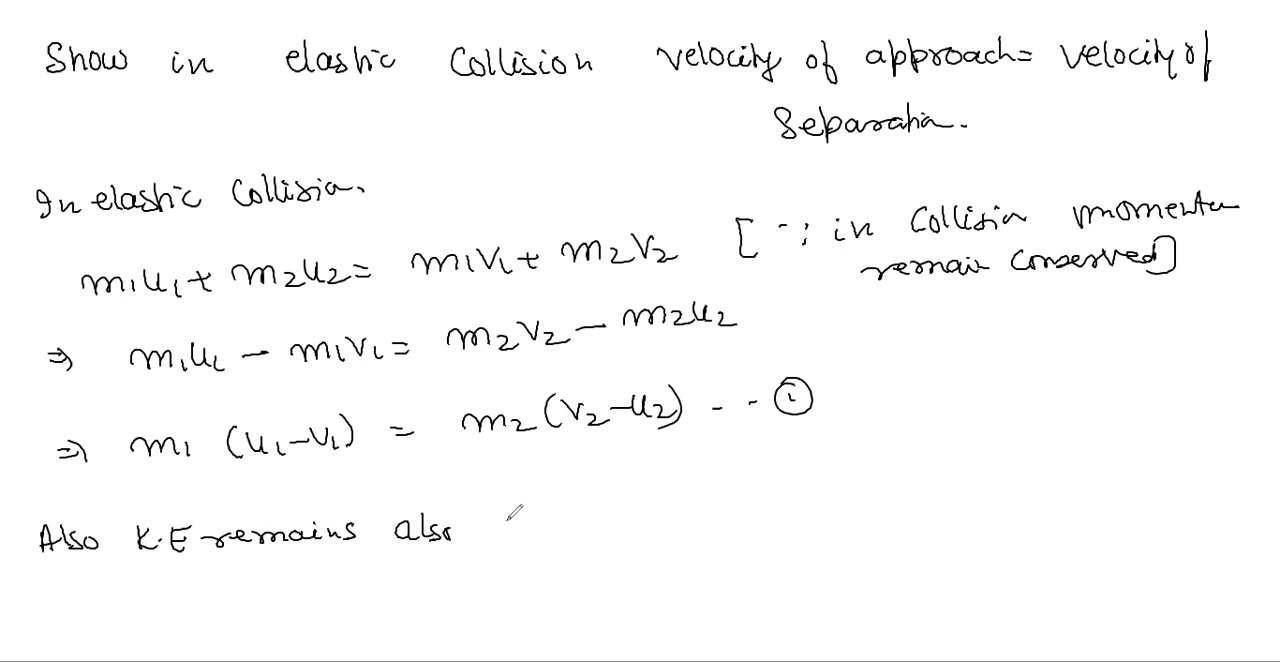 Show in elastic Collision velocity of approach= velocity of
Separation.
In elastic Collision.
m1u1+ m2u2= m1v1+ m2v2 [∵ in Collision momentum
remain conserved]
⇒ m1u1 - m1v1= m2v2 - m2u2
⇒ m1 (u1-v1) = m2 (v2-u2) - - ①
Also K.E remains also